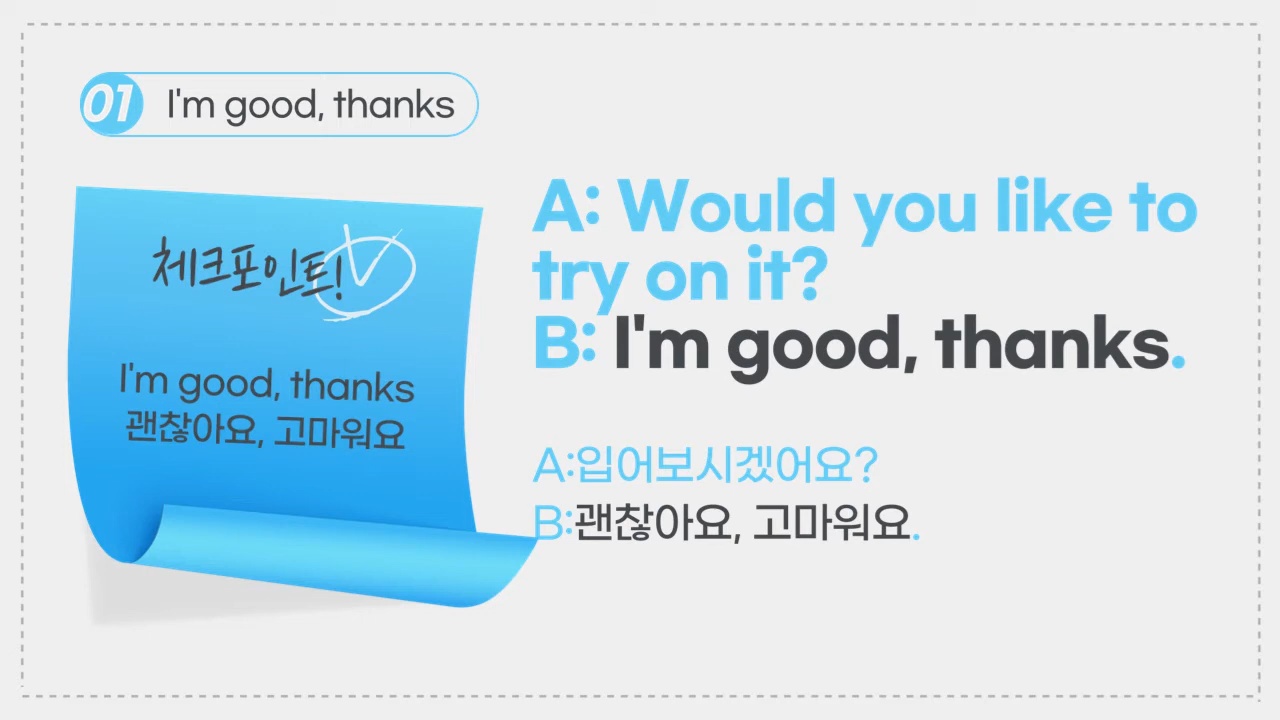 01 I'm good, thanks
체크포인트!
I'm good, thanks
괜찮아요, 고마워요
A: Would you like to
try on it?
B: I'm good, thanks.
A:입어보시겠어요?
B:괜찮아요, 고마워요.